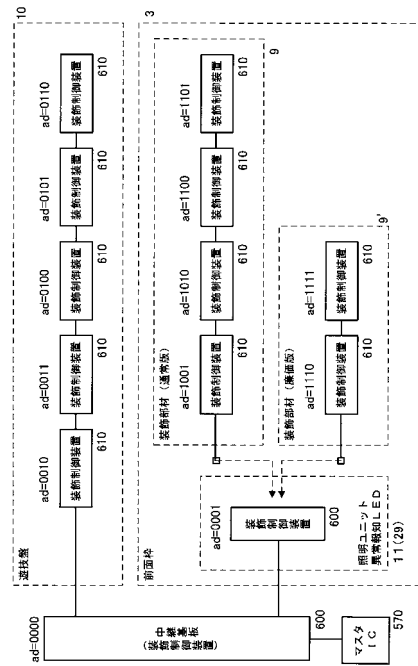 10
遊技盤
ad=0010
装飾制御装置
610
ad=0011
装飾制御装置
610
ad=0100
装飾制御装置
610
ad=0101
装飾制御装置
610
ad=0110
装飾制御装置
610
3
前面枠
9
装飾部材（通常版）
ad=1001
装飾制御装置
610
ad=1010
装飾制御装置
610
ad=1100
装飾制御装置
610
ad=1101
装飾制御装置
610
9'
装飾部材（廉価版）
ad=1110
装飾制御装置
610
ad=1111
装飾制御装置
610
ad=0001
装飾制御装置
600
照明ユニット
異常報知LED
11(29)
ad=0000
中継基板
(装飾制御装置)
600
マスタ
IC
570